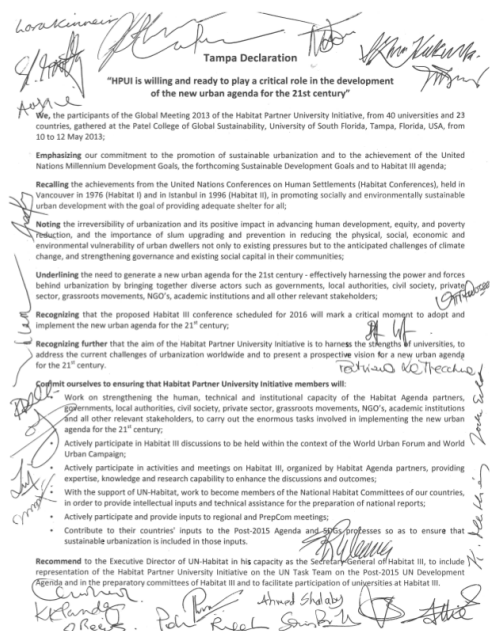 Lora Kinnein
Tampa Declaration
"HPUI is willing and ready to play a critical role in the development
of the new urban agenda for the 21st century"
We, the participants of the Global Meeting 2013 of the Habitat Partner University Initiative, from 40 universities and 23
countries, gathered at the Patel College of Global Sustainability, University of South Florida, Tampa, Florida, USA, from
10 to 12 May 2013;
Emphasizing our commitment to the promotion of sustainable urbanization and to the achievement of the United
Nations Millennium Development Goals, the forthcoming Sustainable Development Goals and to Habitat III agenda;
Recalling the achievements from the United Nations Conferences on Human Settlements (Habitat Conferences), held in
Vancouver in 1976 (Habitat I) and in Istanbul in 1996 (Habitat II), in promoting socially and environmentally sustainable
urban development with the goal of providing adequate shelter for all;
Noting the irreversibility of urbanization and its positive impact in advancing human development, equity, and poverty
reduction, and the importance of slum upgrading and prevention in reducing the physical, social, economic and
environmental vulnerability of urban dwellers not only to existing pressures but to the anticipated challenges of climate
change, and strengthening governance and existing social capital in their communities;
Underlining the need to generate a new urban agenda for the 21st century - effectively harnessing the power and forces
behind urbanization by bringing together diverse actors such as governments, local authorities, civil society, private
sector, grassroots movements, NGO's, academic institutions and all other relevant stakeholders;
Recognizing that the proposed Habitat III conference scheduled for 2016 will mark a critical moment to adopt and
implement the new urban agenda for the 21st century;
Recognizing further that the aim of the Habitat Partner University Initiative is to harness the strengths of universities, to
address the current challenges of urbanization worldwide and to present a prospective vision for a new urban agenda
for the 21st century.
Commit ourselves to ensuring that Habitat Partner University Initiative members will:
Work on strengthening the human, technical and institutional capacity of the Habitat Agenda partners,
governments, local authorities, civil society, private sector, grassroots movements, NGO's, academic institutions
and all other relevant stakeholders, to carry out the enormous tasks involved in implementing the new urban
agenda for the 21st century;
• Actively participate in Habitat III discussions to be held within the context of the World Urban Forum and World
Urban Campaign;
• Actively participate in activities and meetings on Habitat III, organized by Habitat Agenda partners, providing
expertise, knowledge and research capability to enhance the discussions and outcomes;
• With the support of UN-Habitat, work to become members of the National Habitat Committees of our countries,
in order to provide intellectual inputs and technical assistance for the preparation of national reports;
• Actively participate and provide inputs to regional and PrepCom meetings;
• Contribute to their countries' inputs to the Post-2015 Agenda and SDGs processes so as to ensure that
sustainable urbanization is included in those inputs.
Recommend to the Executive Director of UN-Habitat in his capacity as the Secretary General of Habitat III, to include
representation of the Habitat Partner University Initiative on the UN Task Team on the Post-2015 UN Development
Agenda and in the preparatory committees of Habitat III and to facilitate participation of universities at Habitat III.
Ahmed Shalaby